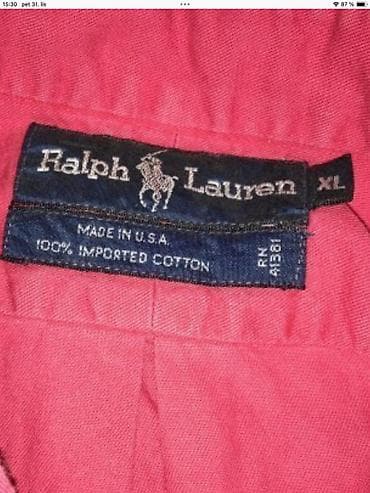 15:30 pet 31. lis
87 %
Ralph Lauren
XL
MADE IN U.S.A.
100% IMPORTED COTTON
RN
41381